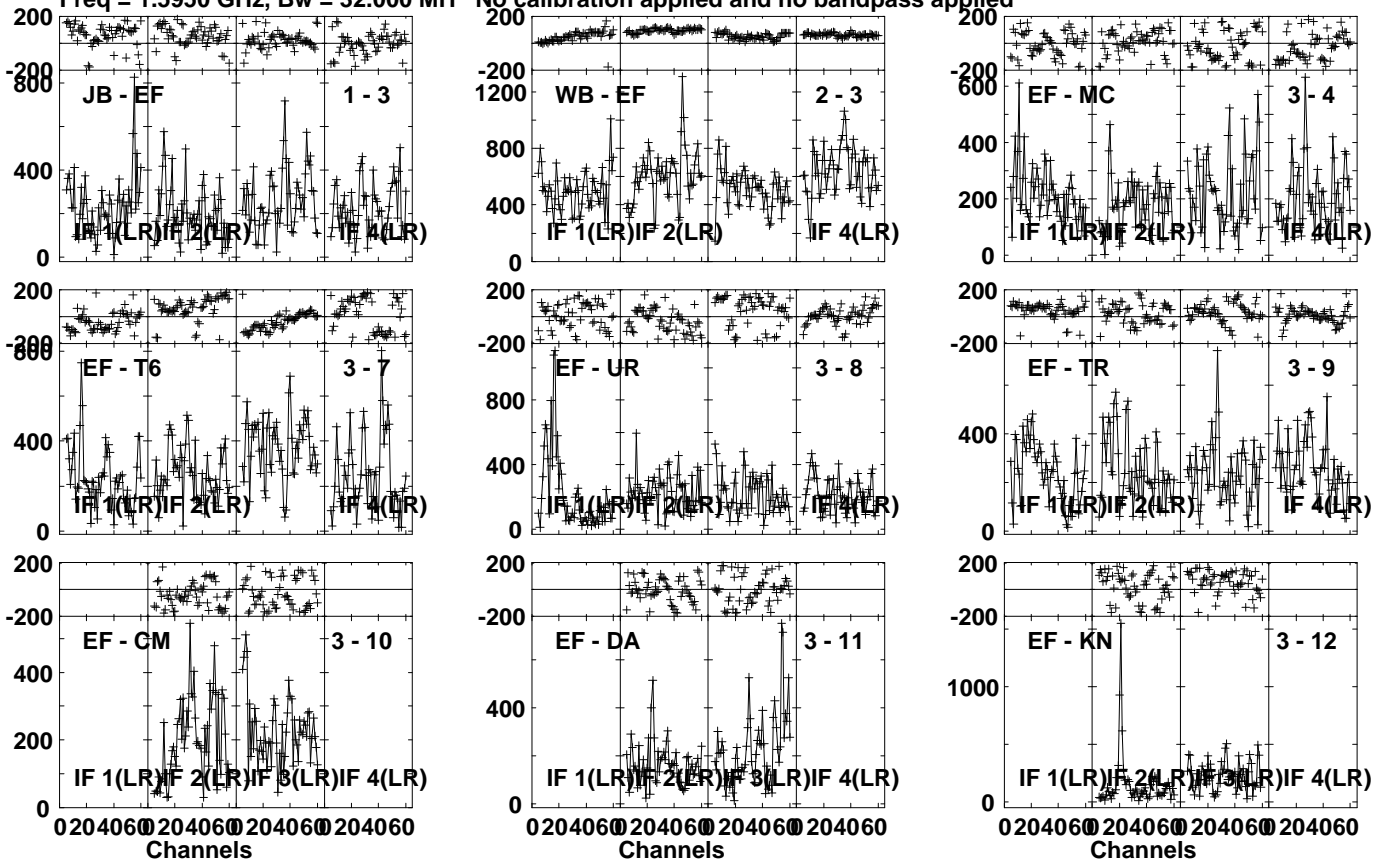 Freq = 1.5950 GHz, Bw = 32.000 MH No calibration applied and no bandpass applied
200
-200
800
400
0
JB - EF
1 - 3
IF 1(LR)
IF 2(LR)
IF 4(LR)
200
-200
1200
800
400
0
WB - EF
2 - 3
IF 1(LR)
IF 2(LR)
IF 4(LR)
200
-200
600
400
200
0
EF - MC
3 - 4
IF 1(LR)
IF 2(LR)
IF 4(LR)
200
-200
800
400
0
EF - T6
3 - 7
IF 1(LR)
IF 2(LR)
IF 4(LR)
200
-200
800
400
0
EF - UR
3 - 8
IF 1(LR)
IF 2(LR)
IF 4(LR)
200
-200
400
0
EF - TR
3 - 9
IF 1(LR)
IF 2(LR)
IF 4(LR)
200
-200
400
200
0
EF - CM
3 - 10
IF 1(LR)
IF 2(LR)
IF 3(LR)
IF 4(LR)
0 20 40 60 0 20 40 60 0 20 40 60 0 20 40 60
Channels
200
-200
400
200
0
EF - DA
3 - 11
IF 1(LR)
IF 2(LR)
IF 3(LR)
IF 4(LR)
0 20 40 60 0 20 40 60 0 20 40 60 0 20 40 60
Channels
200
-200
1000
0
EF - KN
3 - 12
IF 1(LR)
IF 2(LR)
IF 3(LR)
IF 4(LR)
0 20 40 60 0 20 40 60 0 20 40 60 0 20 40 60
Channels